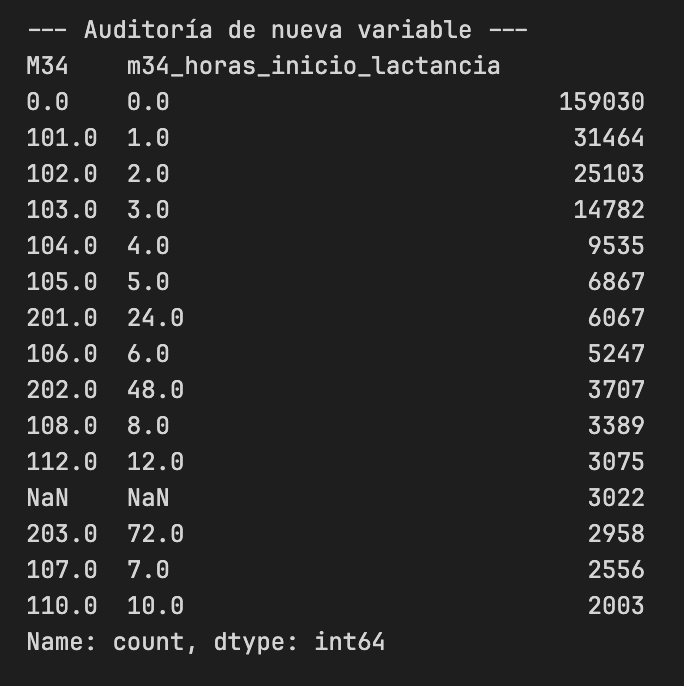 --- Auditoría de nueva variable ---
M34    m34_horas_inicio_lactancia
0.0    0.0                           159030
101.0  1.0                            31464
102.0  2.0                            25103
103.0  3.0                            14782
104.0  4.0                             9535
105.0  5.0                             6867
201.0  24.0                            6067
106.0  6.0                             5247
202.0  48.0                            3707
108.0  8.0                             3389
112.0  12.0                            3075
NaN    NaN                             3022
203.0  72.0                            2958
107.0  7.0                             2556
110.0  10.0                            2003
Name: count, dtype: int64